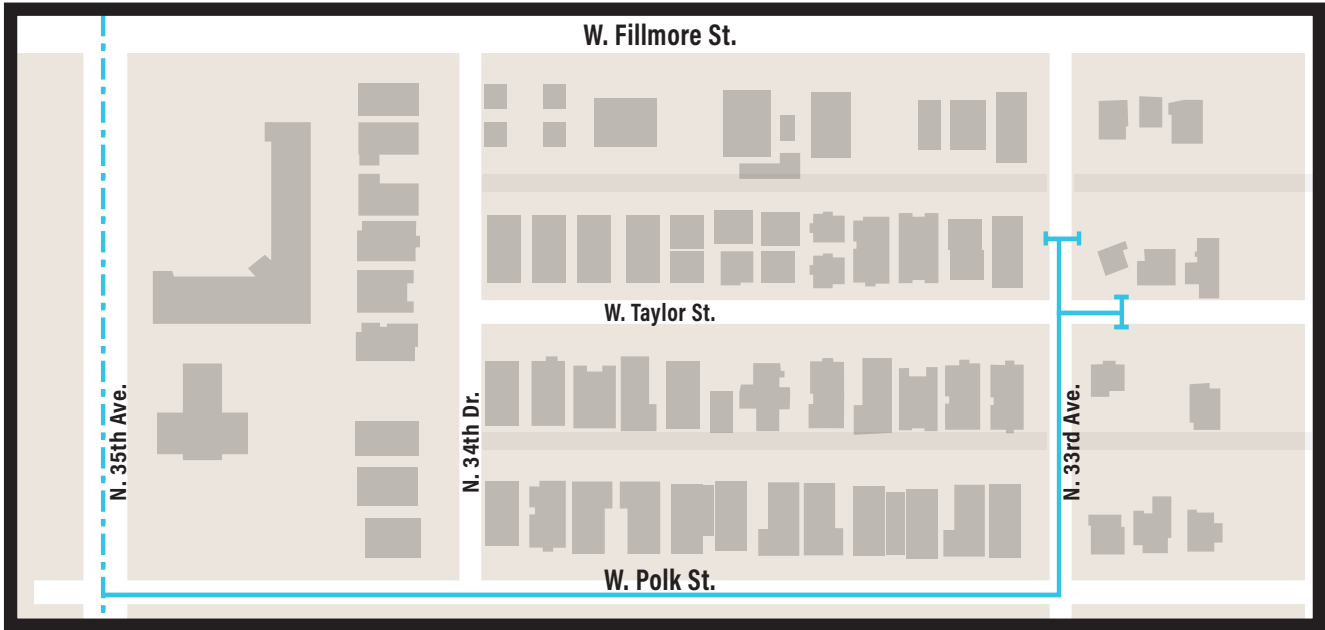 W. Fillmore St.
W. Taylor St.
N. 35th Ave.
N. 34th Dr.
N. 33rd Ave.
W. Polk St.